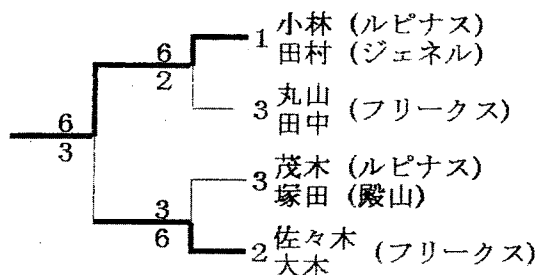 1 小林 (ルピナス)
田村 (ジェネル)
6
2
3 丸山
田中 (フリークス)
6
3
3 茂木 (ルピナス)
塚田 (殿山)
3
6
2 佐々木
大木 (フリークス)